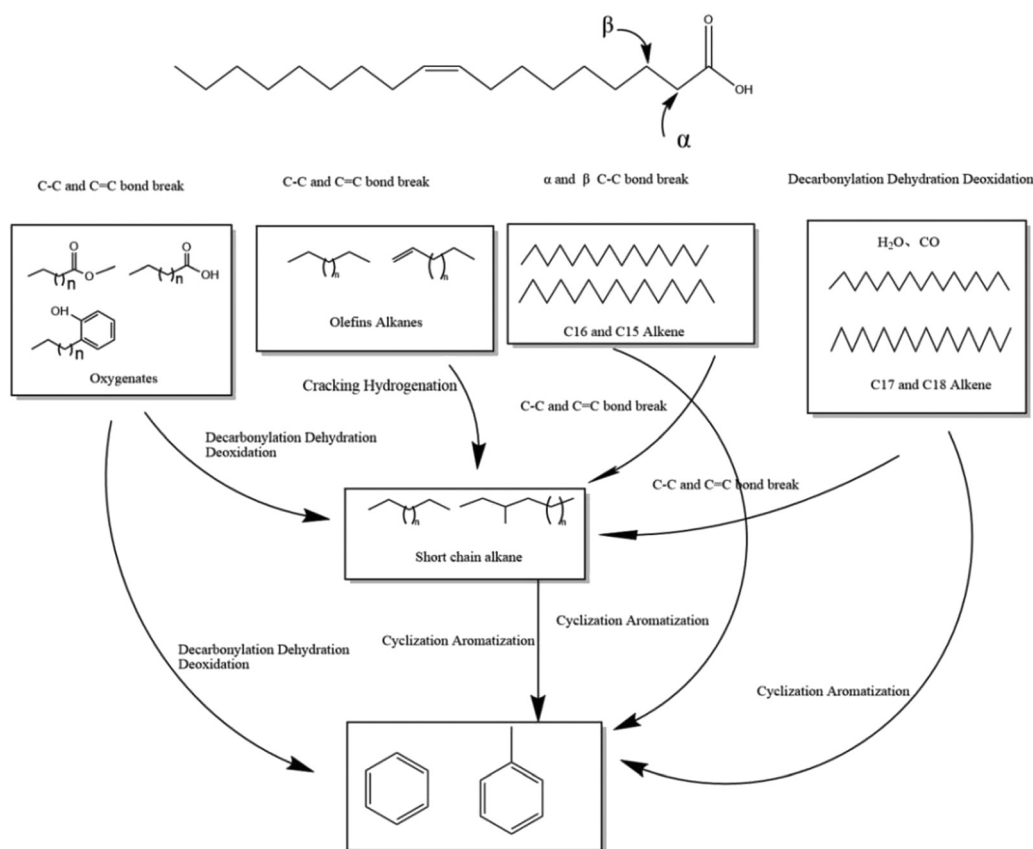 β
O
OH
α
C-C and C=C bond break
C-C and C=C bond break
α and β C-C bond break
Decarbonylation Dehydration Deoxidation
O
O
n
O
OH
n
OH
n
Oxygenates
n
n
Olefins Alkanes
C16 and C15 Alkene
H₂O、CO
C17 and C18 Alkene
Cracking Hydrogenation
C-C and C=C bond break
Decarbonylation Dehydration
Deoxidation
C-C and C=C bond break
n
n
Short chain alkane
Cyclization Aromatization
Cyclization Aromatization
Decarbonylation Dehydration
Deoxidation
Cyclization Aromatization